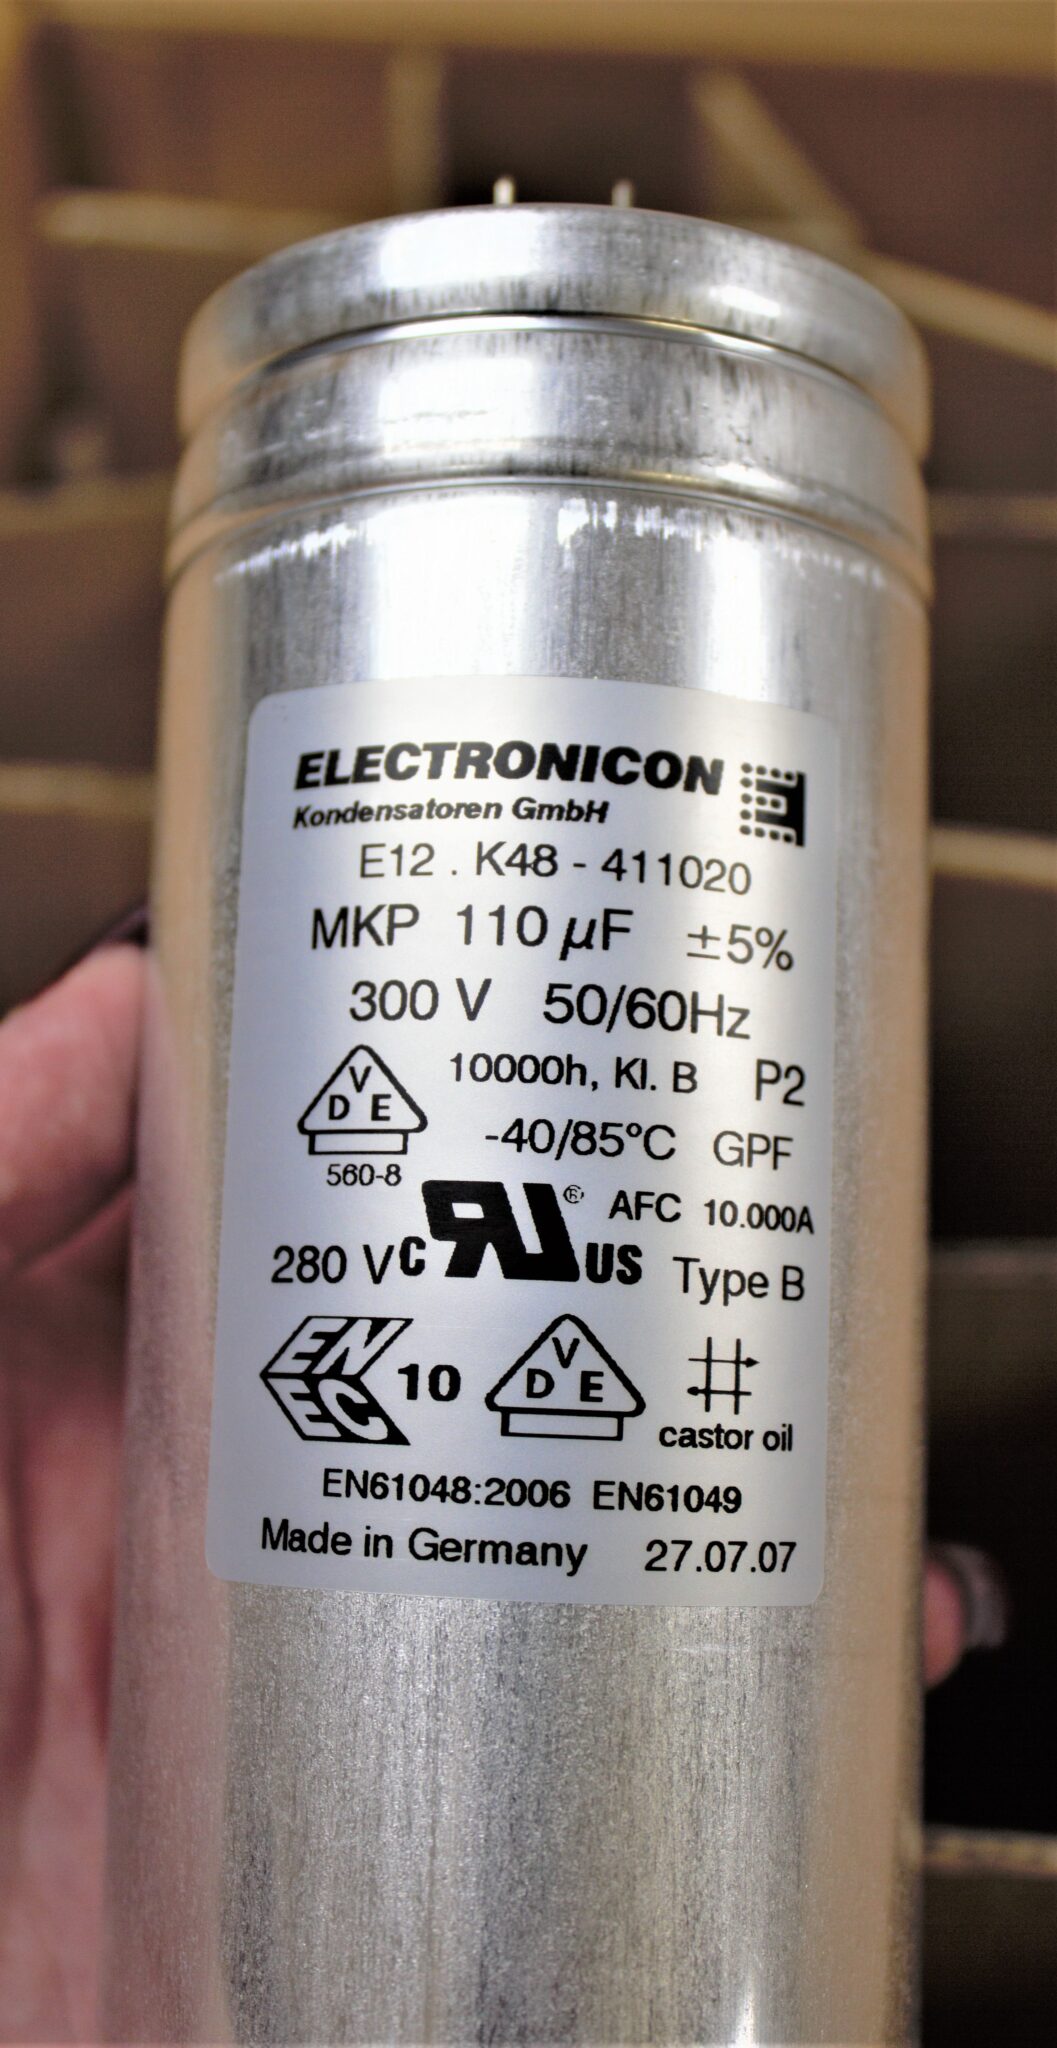 ELECTRONICON
Kondensatoren GmbH
E12 . K48 - 411020
MKP 110 µF ±5%
300 V 50/60Hz
10000h, Kl. B P2
VDE
-40/85°C GPF
560-8
AFC 10.000A
280 V C RU ® US Type B
ENEC 10 VDE
castor oil
EN61048:2006 EN61049
Made in Germany 27.07.07